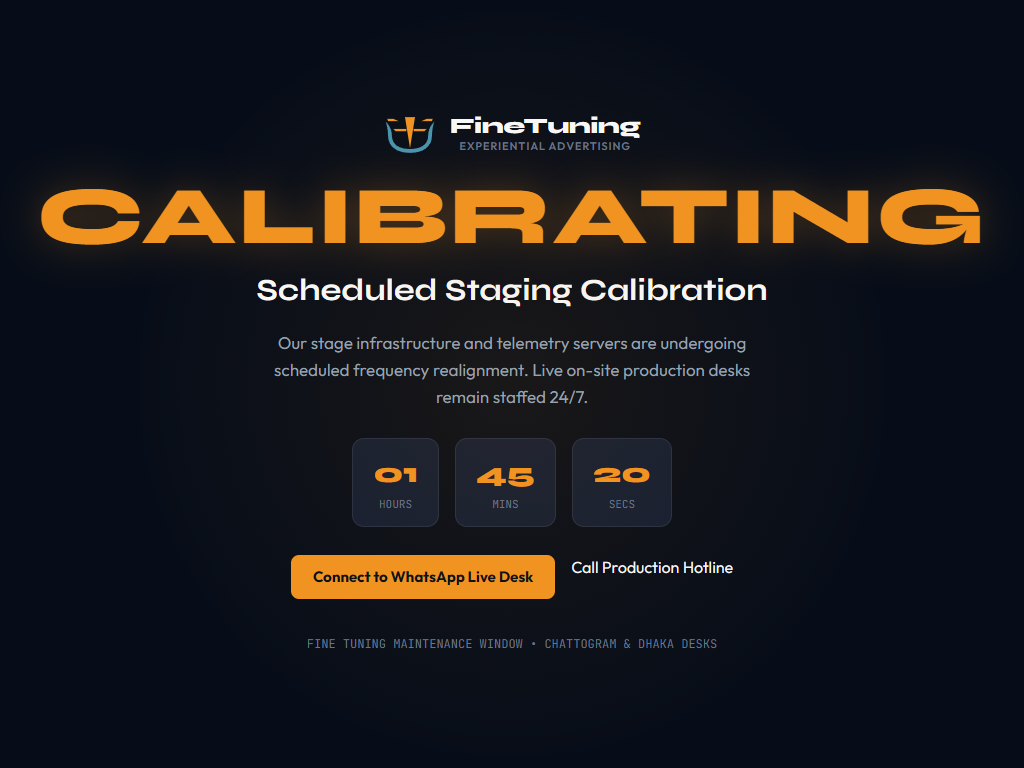 FineTuning
EXPERIENTIAL ADVERTISING
CALIBRATING
Scheduled Staging Calibration
Our stage infrastructure and telemetry servers are undergoing
scheduled frequency realignment. Live on-site production desks
remain staffed 24/7.
01 45 20
HOURS MINS SECS
Connect to WhatsApp Live Desk Call Production Hotline
FINE TUNING MAINTENANCE WINDOW • CHATTOGRAM & DHAKA DESKS